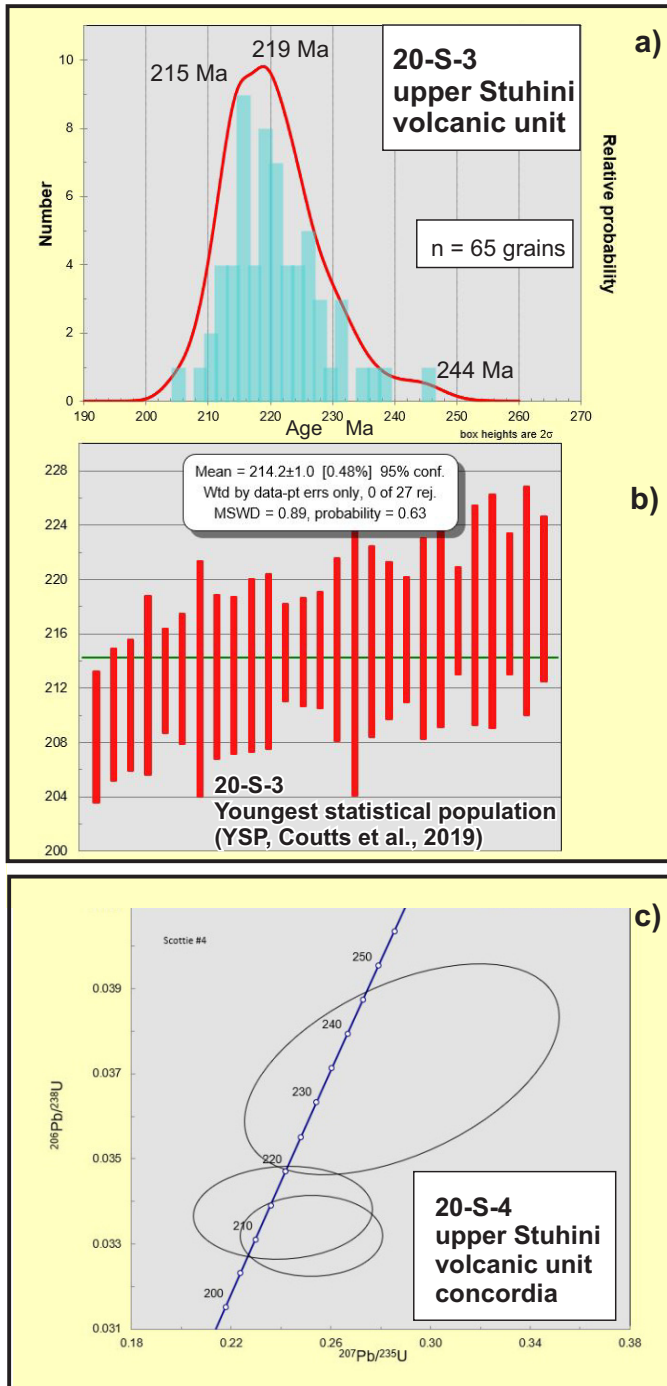 a)
20-S-3
upper Stuhini
volcanic unit
219 Ma
215 Ma
n = 65 grains
244 Ma
Number
Relative probability
10
8
6
4
2
0
190 200 210 220 230 240 250 260 270
Age Ma
box heights are 2σ
b)
Mean = 214.2±1.0 [0.48%] 95% conf.
Wtd by data-pt errs only, 0 of 27 rej.
MSWD = 0.89, probability = 0.63
228
224
220
216
212
208
204
200
20-S-3
Youngest statistical population
(YSP, Coutts et al., 2019)
c)
Scottie #4
250
240
230
220
210
200
0.039
0.037
0.035
0.033
0.031
²⁰⁶Pb/²³⁸U
20-S-4
upper Stuhini
volcanic unit
concordia
0.18 0.22 0.26 0.30 0.34 0.38
²⁰⁷Pb/²³⁵U